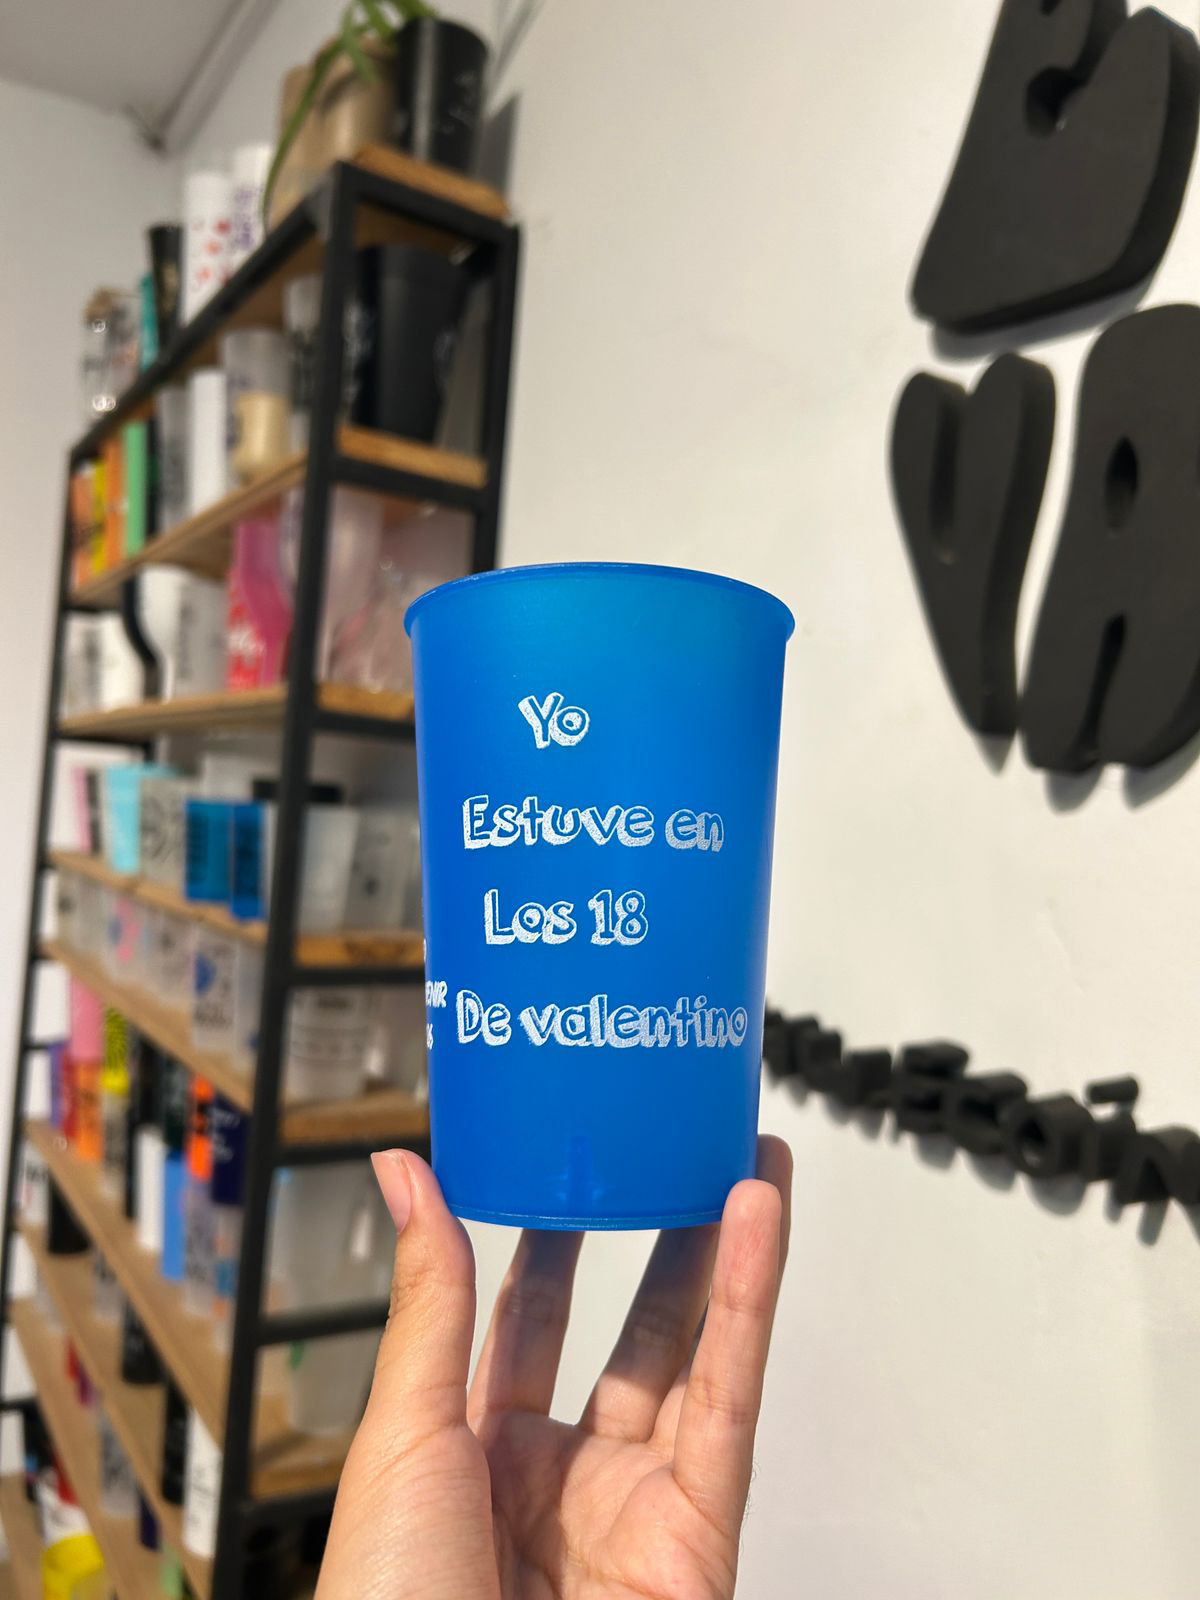 Yo
Estuve en
Los 18
De valentino